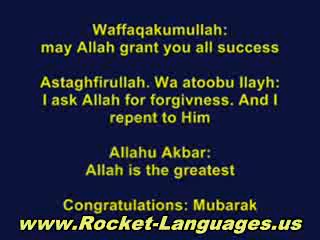 Waffaqakumullah:
may Allah grant you all success
Astaghfirullah. Wa atoobu Ilayh:
I ask Allah for forgivness. And I
repent to Him
Allahu Akbar:
Allah is the greatest
Congratulations: Mubarak
www.Rocket-Languages.us